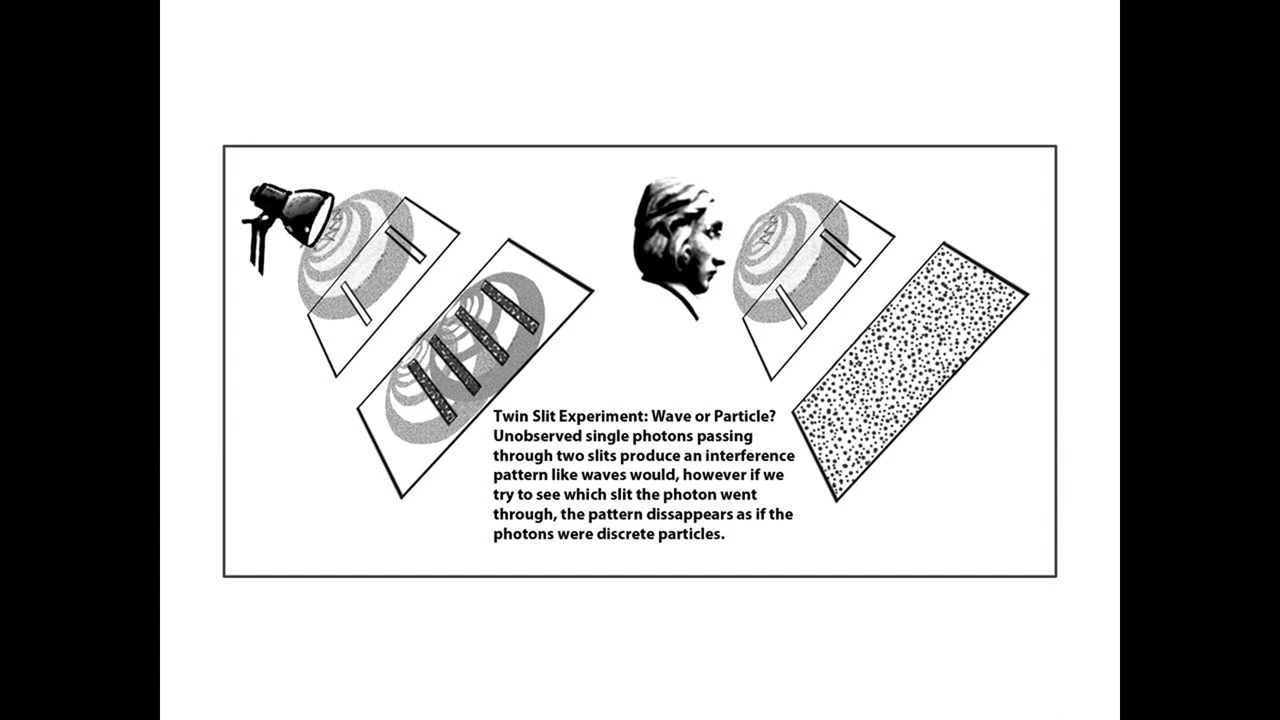 Twin Slit Experiment: Wave or Particle?
Unobserved single photons passing
through two slits produce an interference
pattern like waves would, however if we
try to see which slit the photon went
through, the pattern dissappears as if the
photons were discrete particles.